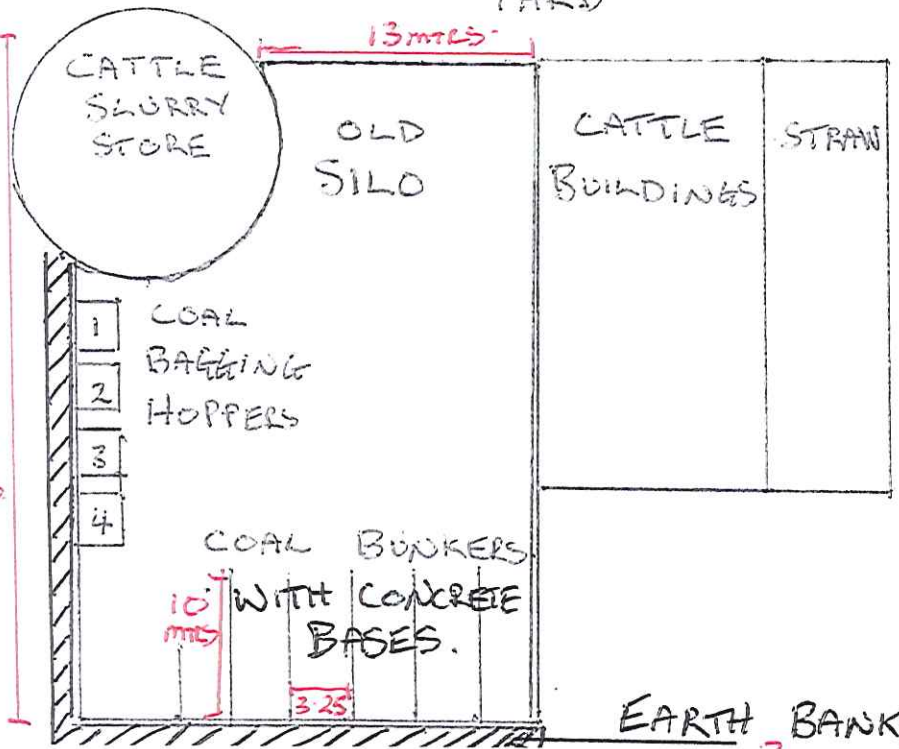 YARD
13 MTRS
CATTLE
SLURRY
STORE
OLD
SILO
CATTLE
BUILDINGS
STRAW
1
2
3
4
COAL
BAGGING
HOPPERS
COAL BUNKERS
WITH CONCRETE
BASES.
10
MTRS
3.25
EARTH BANK